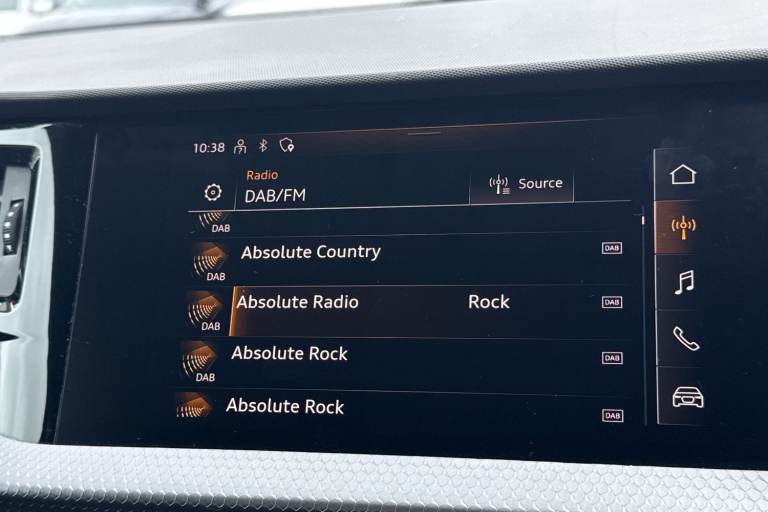 10:38
Radio
DAB/FM
Source
DAB
Absolute Country
DAB
DAB
Absolute Radio Rock
DAB
DAB
Absolute Rock
DAB
DAB
Absolute Rock
DAB